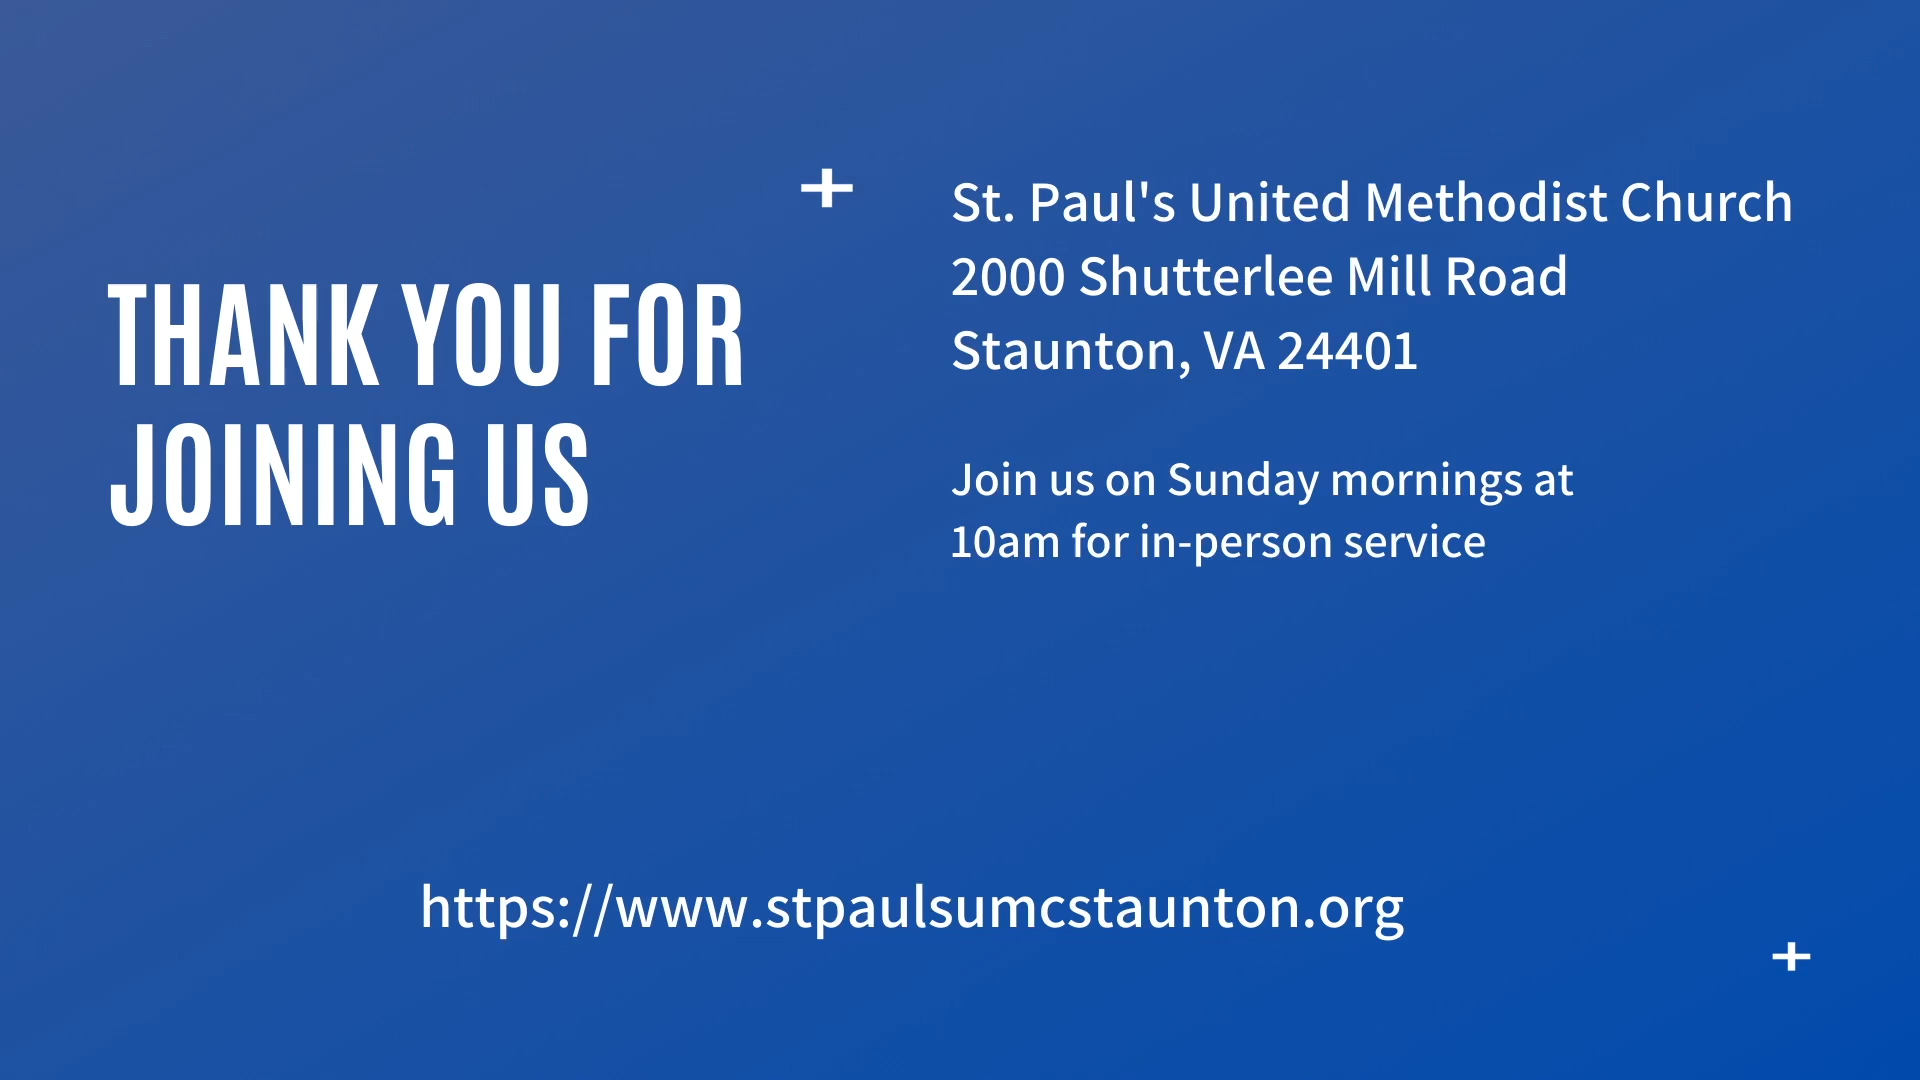 THANK YOU FOR
JOINING US
St. Paul's United Methodist Church
2000 Shutterlee Mill Road
Staunton, VA 24401
Join us on Sunday mornings at
10am for in-person service
https://www.stpaulsumcstaunton.org